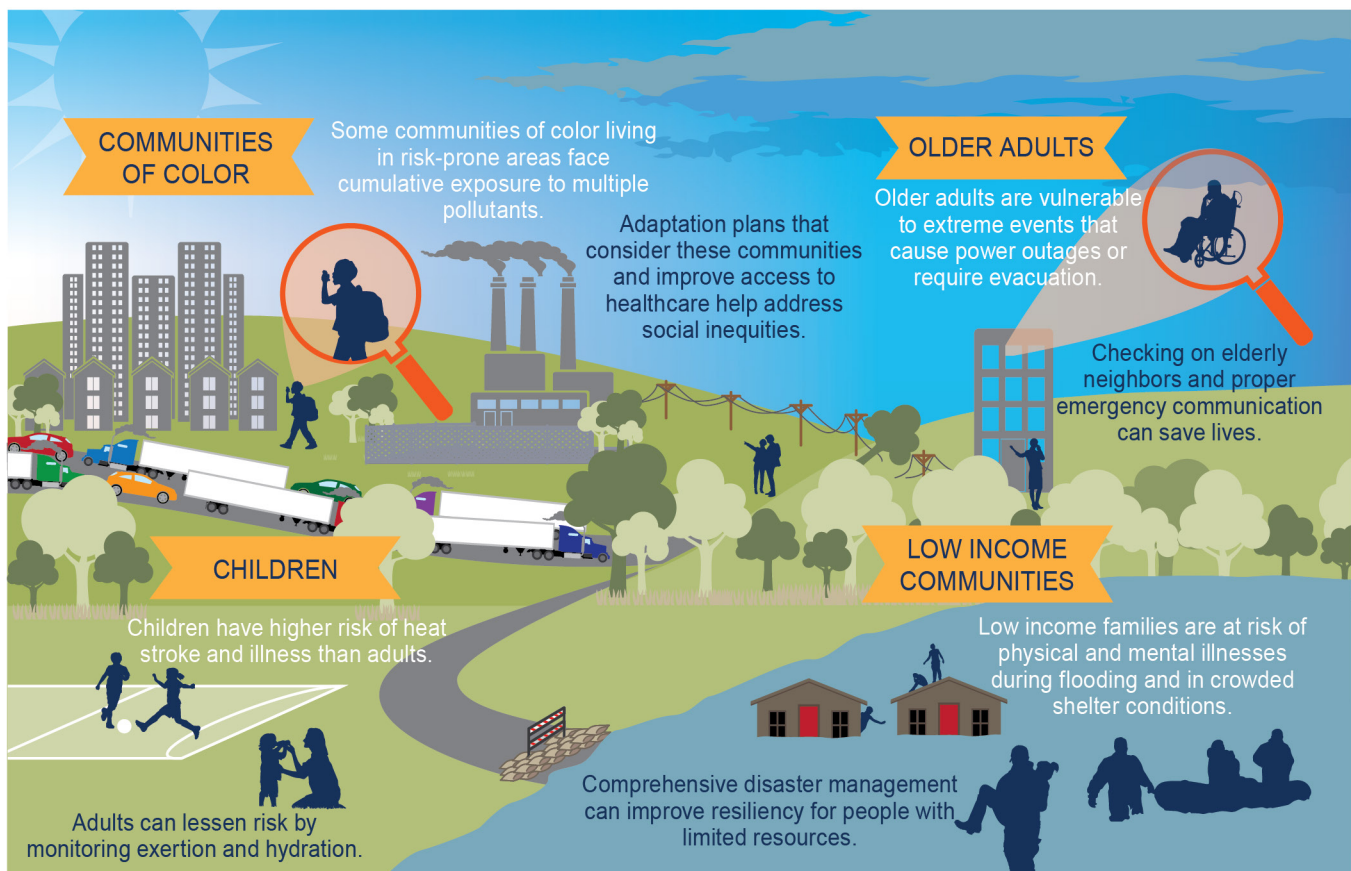 COMMUNITIES
OF COLOR
Some communities of color living
in risk-prone areas face
cumulative exposure to multiple
pollutants.
Adaptation plans that
consider these communities
and improve access to
healthcare help address
social inequities.
OLDER ADULTS
Older adults are vulnerable
to extreme events that
cause power outages or
require evacuation.
Checking on elderly
neighbors and proper
emergency communication
can save lives.
CHILDREN
Children have higher risk of heat
stroke and illness than adults.
Adults can lessen risk by
monitoring exertion and hydration.
LOW INCOME
COMMUNITIES
Low income families are at risk of
physical and mental illnesses
during flooding and in crowded
shelter conditions.
Comprehensive disaster management
can improve resiliency for people with
limited resources.